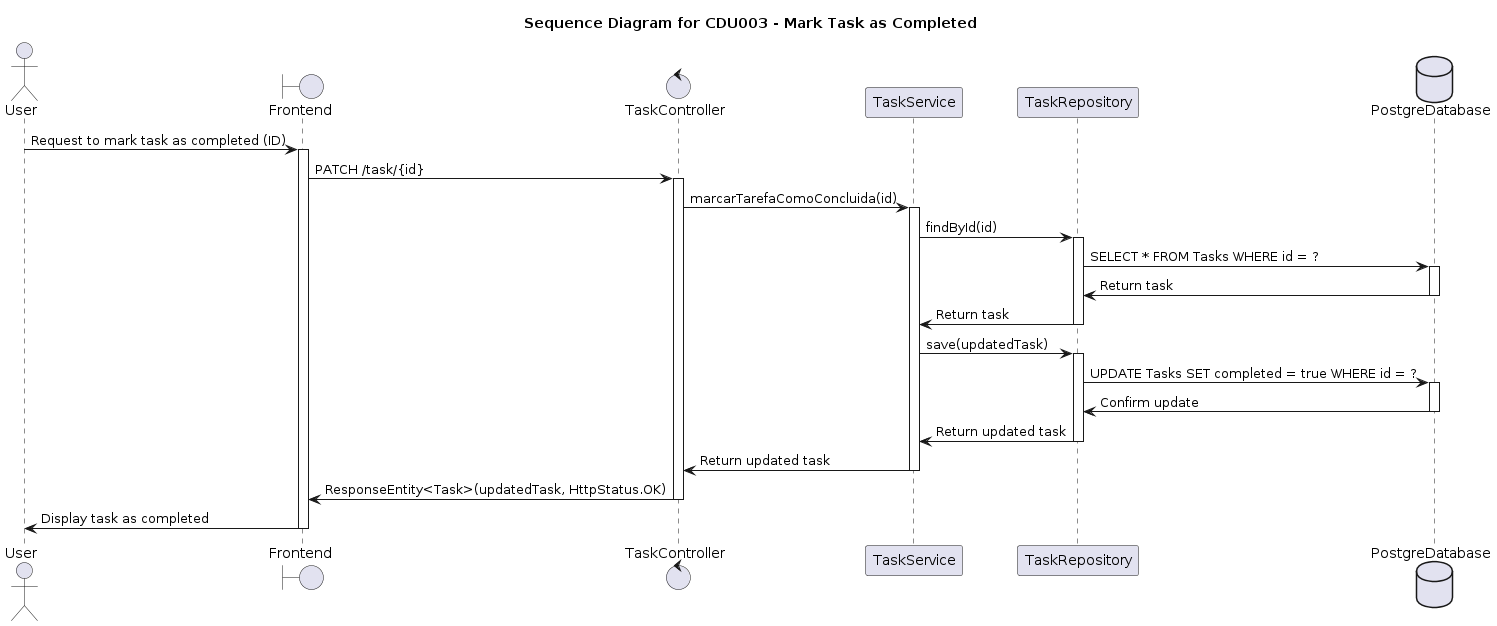 Sequence Diagram for CDU003 - Mark Task as Completed
User
Frontend
TaskController
TaskService
TaskRepository
PostgreDatabase
Request to mark task as completed (ID)
PATCH /task/{id}
marcarTarefaComoConcluida(id)
findById(id)
SELECT * FROM Tasks WHERE id = ?
Return task
Return task
save(updatedTask)
UPDATE Tasks SET completed = true WHERE id = ?
Confirm update
Return updated task
Return updated task
ResponseEntity<Task>(updatedTask, HttpStatus.OK)
Display task as completed
User
Frontend
TaskController
TaskService
TaskRepository
PostgreDatabase